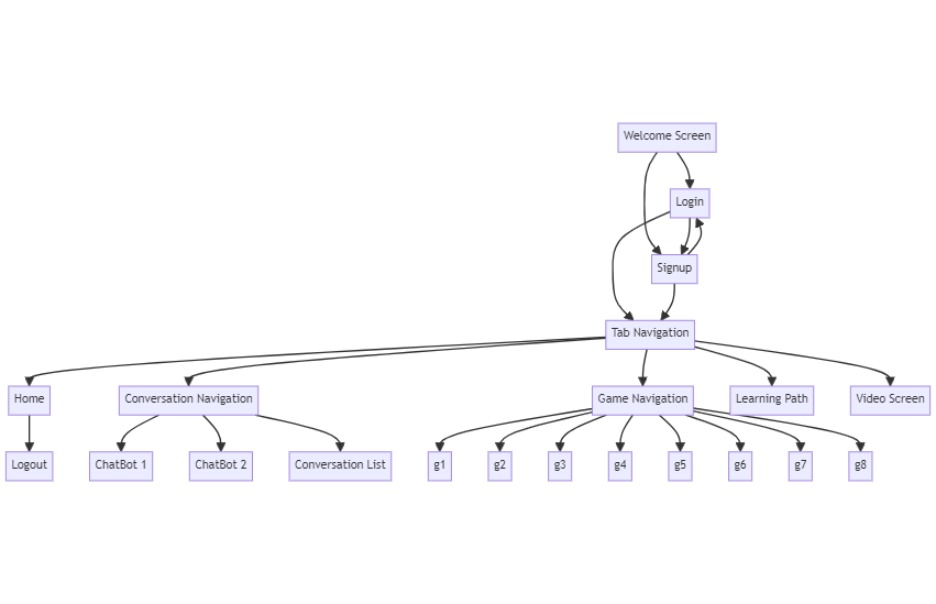 Welcome Screen
Login
Signup
Tab Navigation
Home
Conversation Navigation
Game Navigation
Learning Path
Video Screen
Logout
ChatBot 1
ChatBot 2
Conversation List
g1
g2
g3
g4
g5
g6
g7
g8